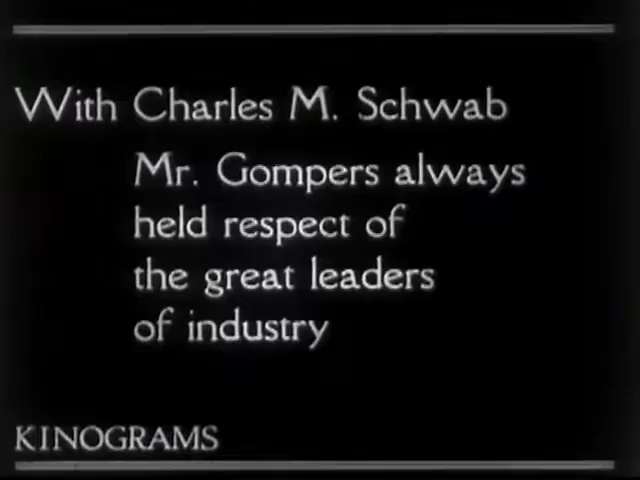 With Charles M. Schwab
Mr. Gompers always
held respect of
the great leaders
of industry
KINOGRAMS